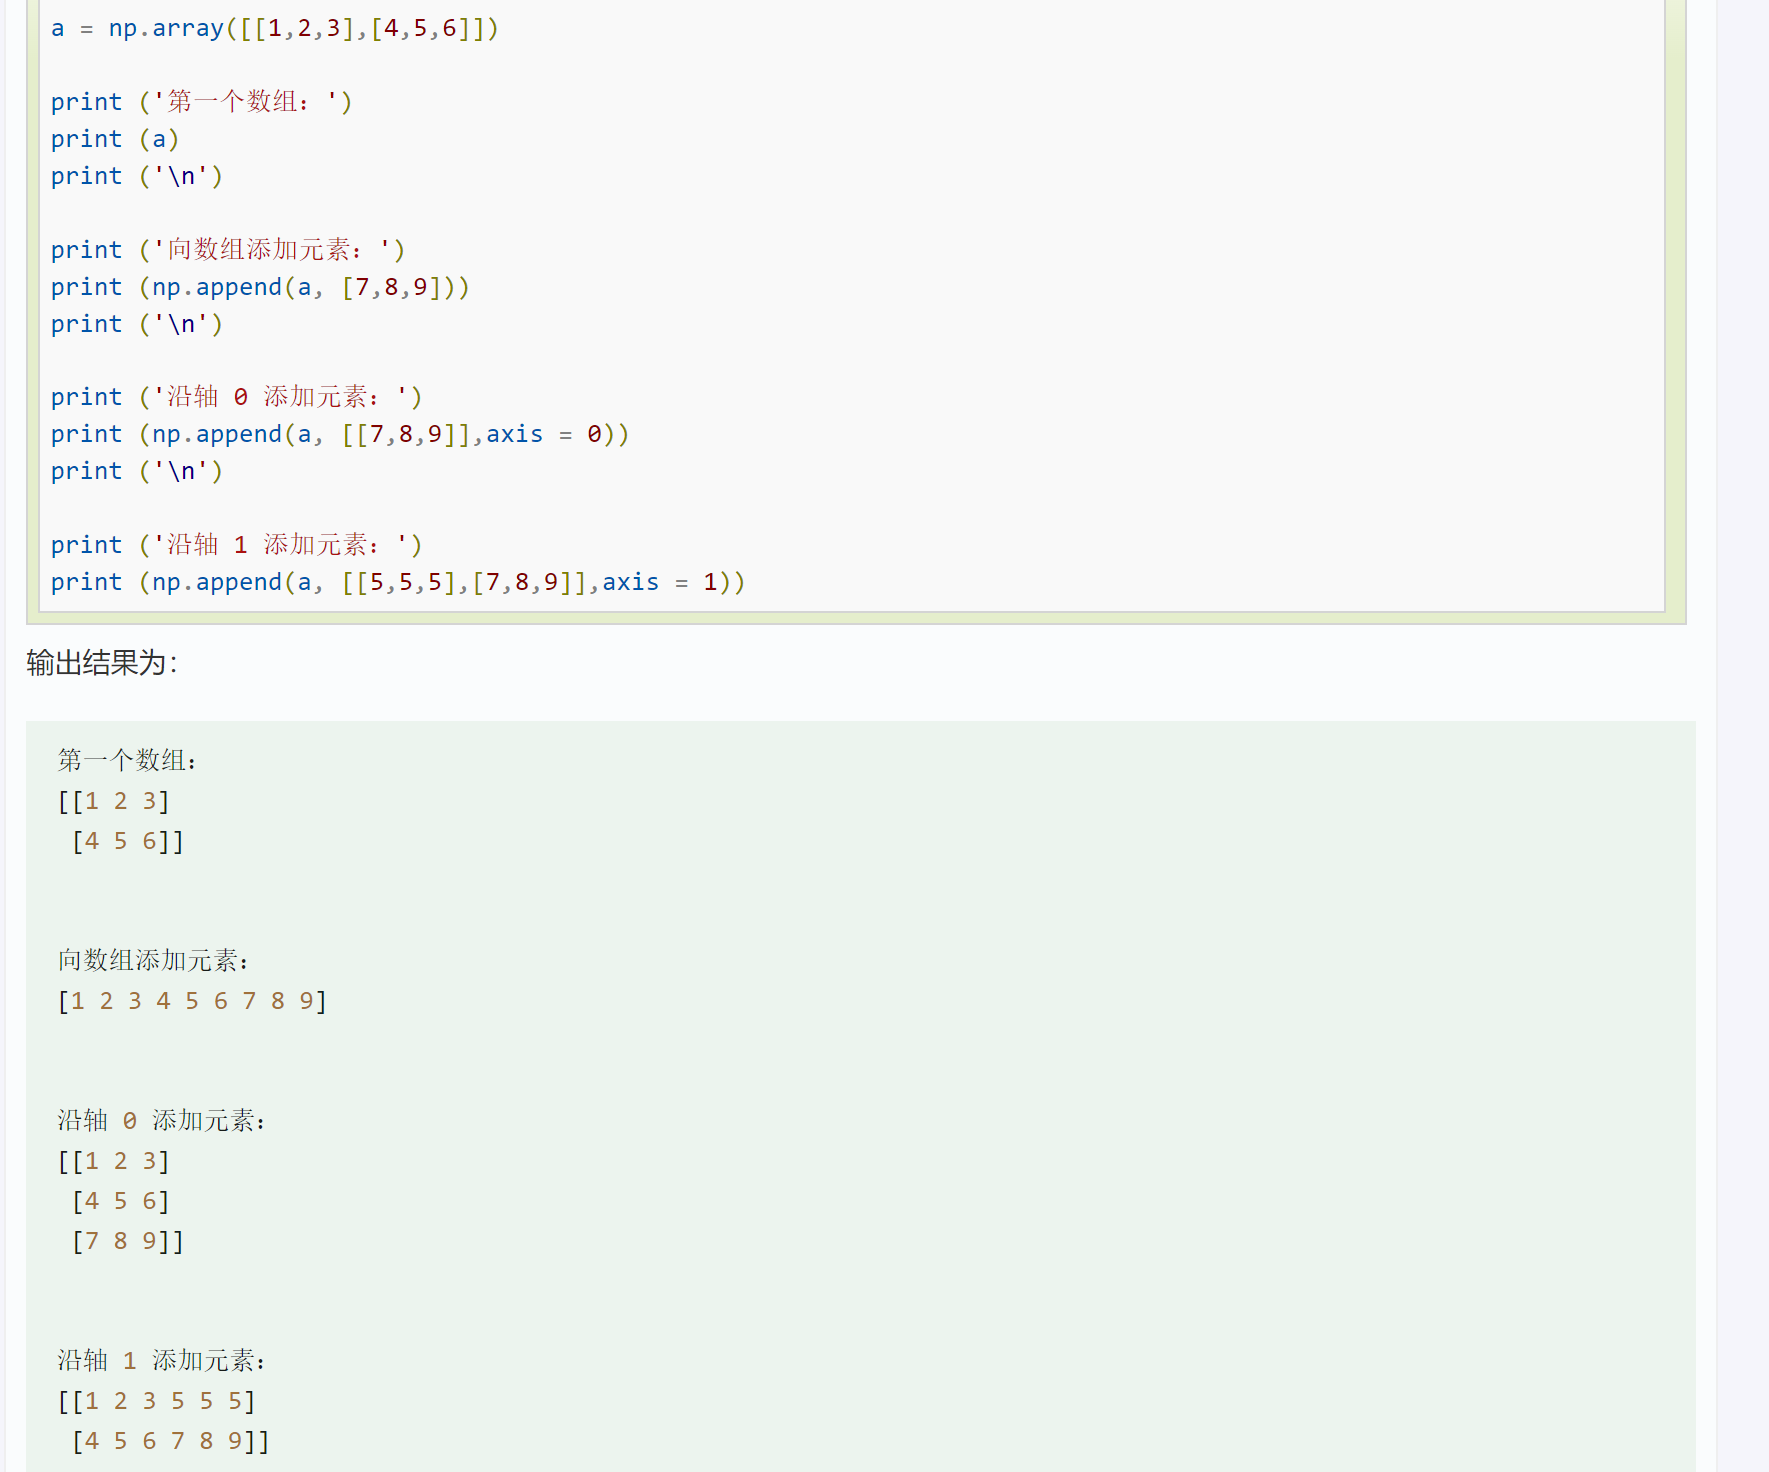 a = np.array([[1,2,3],[4,5,6]])
print ('第一个数组：')
print (a)
print ('\n')
print ('向数组添加元素：')
print (np.append(a, [7,8,9]))
print ('\n')
print ('沿轴 0 添加元素：')
print (np.append(a, [[7,8,9]],axis = 0))
print ('\n')
print ('沿轴 1 添加元素：')
print (np.append(a, [[5,5,5],[7,8,9]],axis = 1))
输出结果为：
第一个数组：
[[1 2 3]
 [4 5 6]]
向数组添加元素：
[1 2 3 4 5 6 7 8 9]
沿轴 0 添加元素：
[[1 2 3]
 [4 5 6]
 [7 8 9]]
沿轴 1 添加元素：
[[1 2 3 5 5 5]
 [4 5 6 7 8 9]]